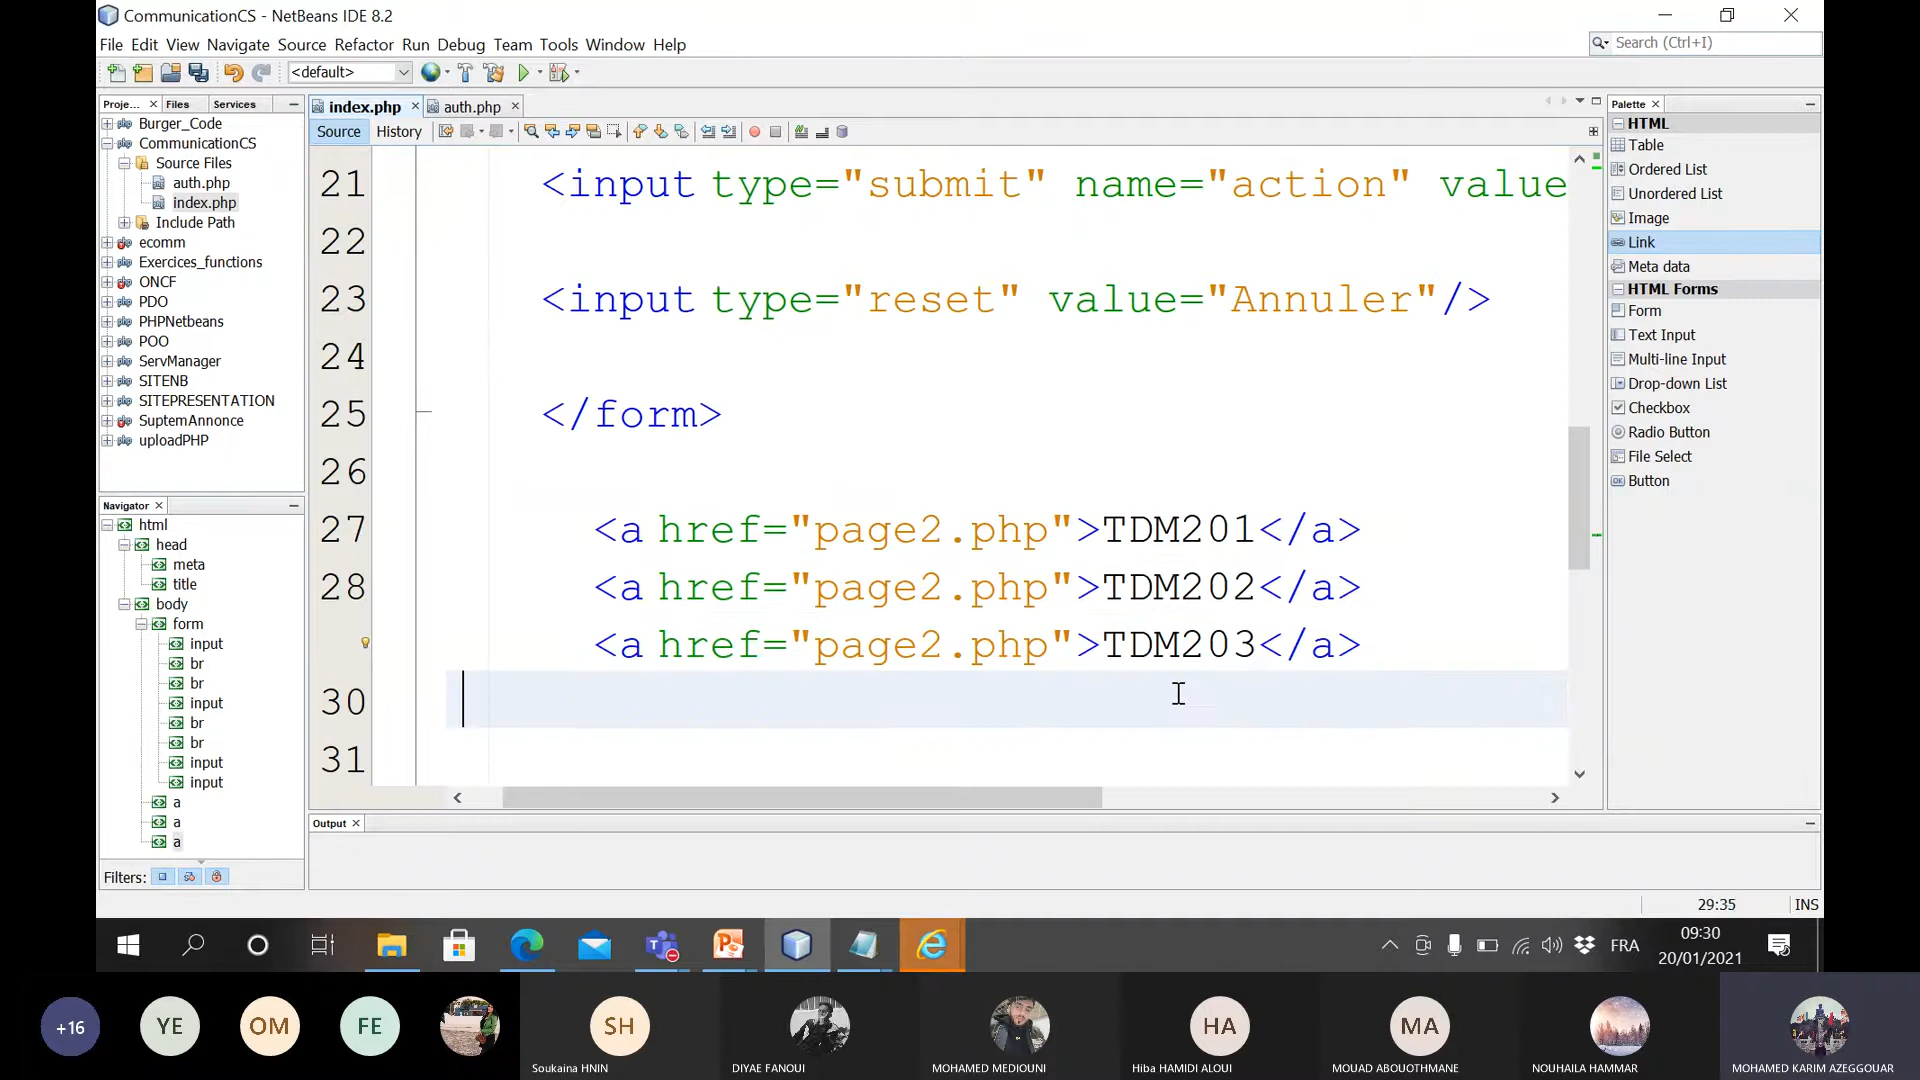 CommunicationCS - NetBeans IDE 8.2
File Edit View Navigate Source Refactor Run Debug Team Tools Window Help
Search (Ctrl+I)
<default>
Proje... Files Services
Burger_Code
CommunicationCS
Source Files
auth.php
index.php
Include Path
ecomm
Exercices_functions
ONCF
PDO
PHPNetbeans
POO
ServManager
SITENB
SITEPRESENTATION
SuptemAnnonce
uploadPHP
Navigator
html
head
meta
title
body
form
input
br
br
input
br
br
input
input
a
a
a
Filters:
index.php auth.php
Source History
21 <input type="submit" name="action" value
22
23 <input type="reset" value="Annuler"/>
24
25 </form>
26
27 <a href="page2.php">TDM201</a>
28 <a href="page2.php">TDM202</a>
<a href="page2.php">TDM203</a>
30
31
Output
Palette
HTML
Table
Ordered List
Unordered List
Image
Link
Meta data
HTML Forms
Form
Text Input
Multi-line Input
Drop-down List
Checkbox
Radio Button
File Select
Button
29:35 INS
FRA
09:30
20/01/2021
+16
YE
OM
FE
SH
HA
MA
Soukaina HNIN
DIYAE FANOUI
MOHAMED MEDIOUNI
Hiba HAMIDI ALOUI
MOUAD ABOUOTHMANE
NOUHAILA HAMMAR
MOHAMED KARIM AZEGGOUAR